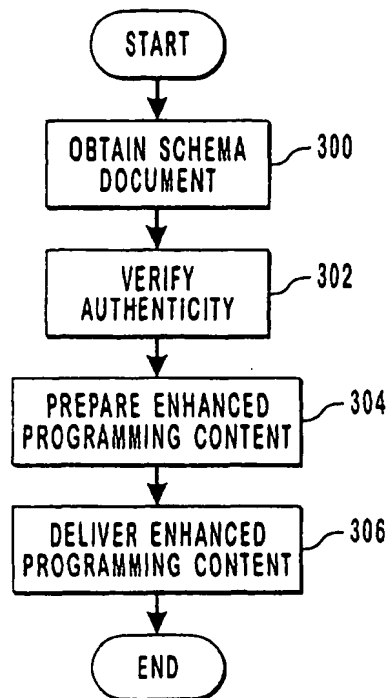 START
OBTAIN SCHEMA
DOCUMENT
300
VERIFY
AUTHENTICITY
302
PREPARE ENHANCED
PROGRAMMING CONTENT
304
DELIVER ENHANCED
PROGRAMMING CONTENT
306
END